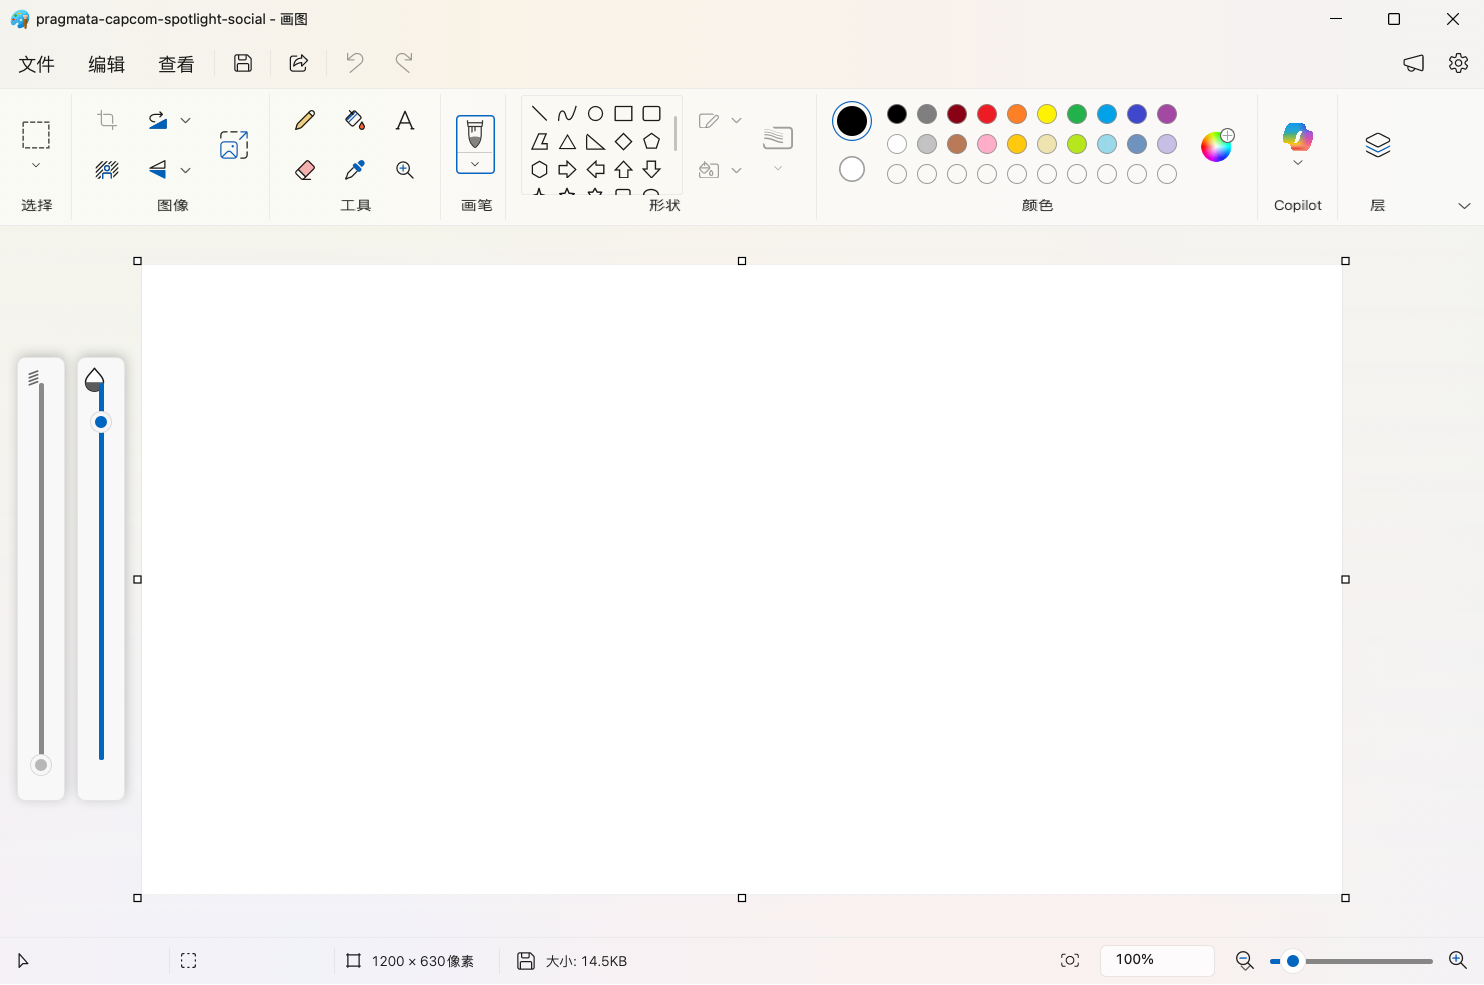 pragmata-capcom-spotlight-social - 画图
文件 编辑 查看
选择 图像 工具 画笔 形状 颜色 Copilot 层
1200 × 630像素 大小: 14.5KB 100%